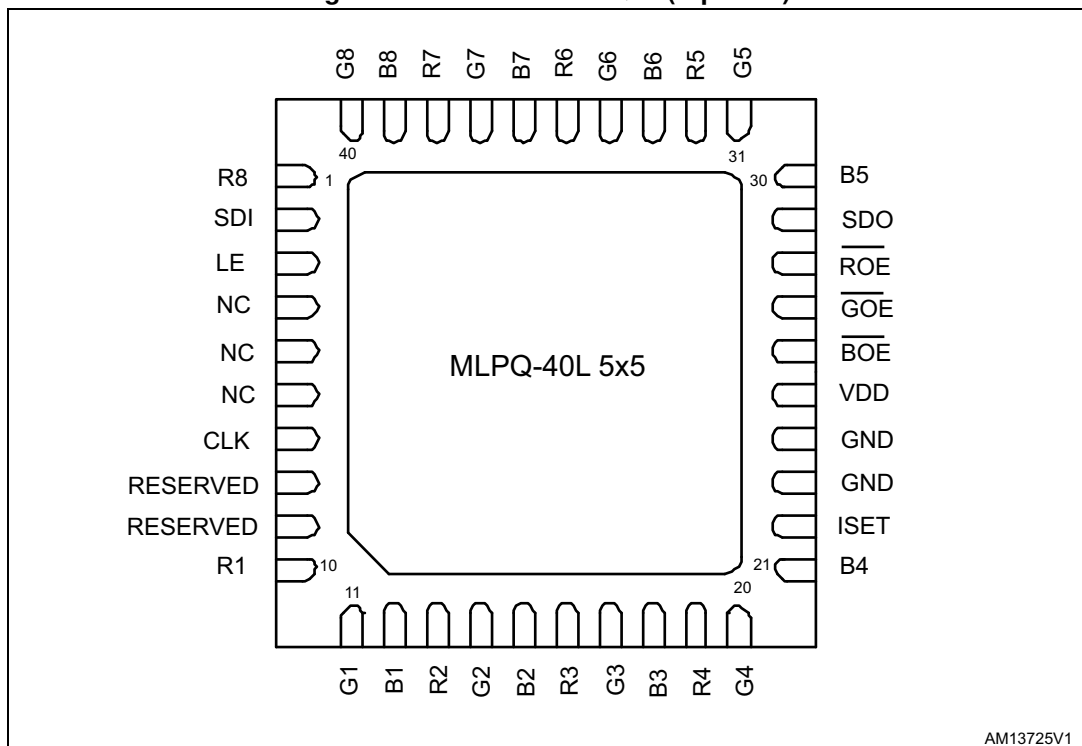 G8 B8 R7 G7 B7 R6 G6 B6 R5 G5
40 31
R8 1 30 B5
SDI SDO
LE ROE
NC GOE
NC BOE
NC VDD
CLK GND
RESERVED GND
RESERVED ISET
R1 10 21 B4
MLPQ-40L 5x5
11 20
G1 B1 R2 G2 B2 R3 G3 B3 R4 G4
AM13725V1